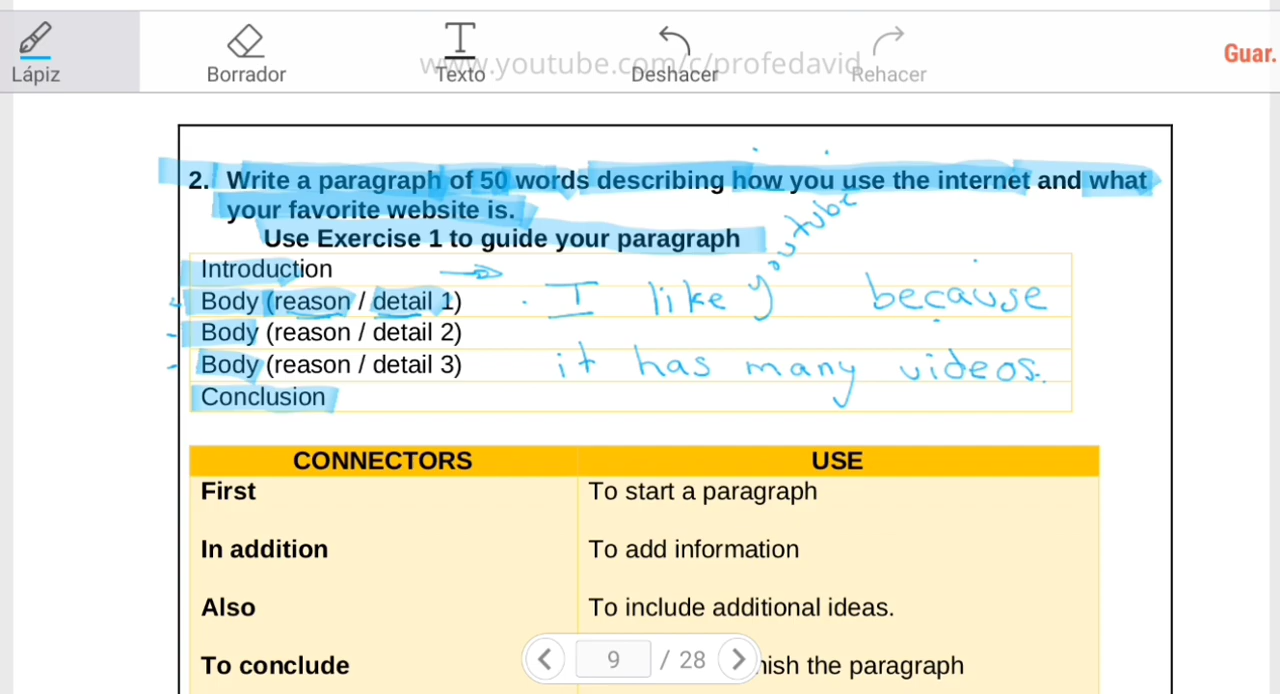 Lápiz Borrador Texto Deshacer Rehacer Guar.
www.youtube.com/c/profedavid
2. Write a paragraph of 50 words describing how you use the internet and what
your favorite website is.
Use Exercise 1 to guide your paragraph
Introduction
Body (reason / detail 1) I like youtube because
Body (reason / detail 2)
Body (reason / detail 3) it has many videos.
Conclusion
CONNECTORS USE
First To start a paragraph
In addition To add information
Also To include additional ideas.
To conclude nish the paragraph
9 / 28